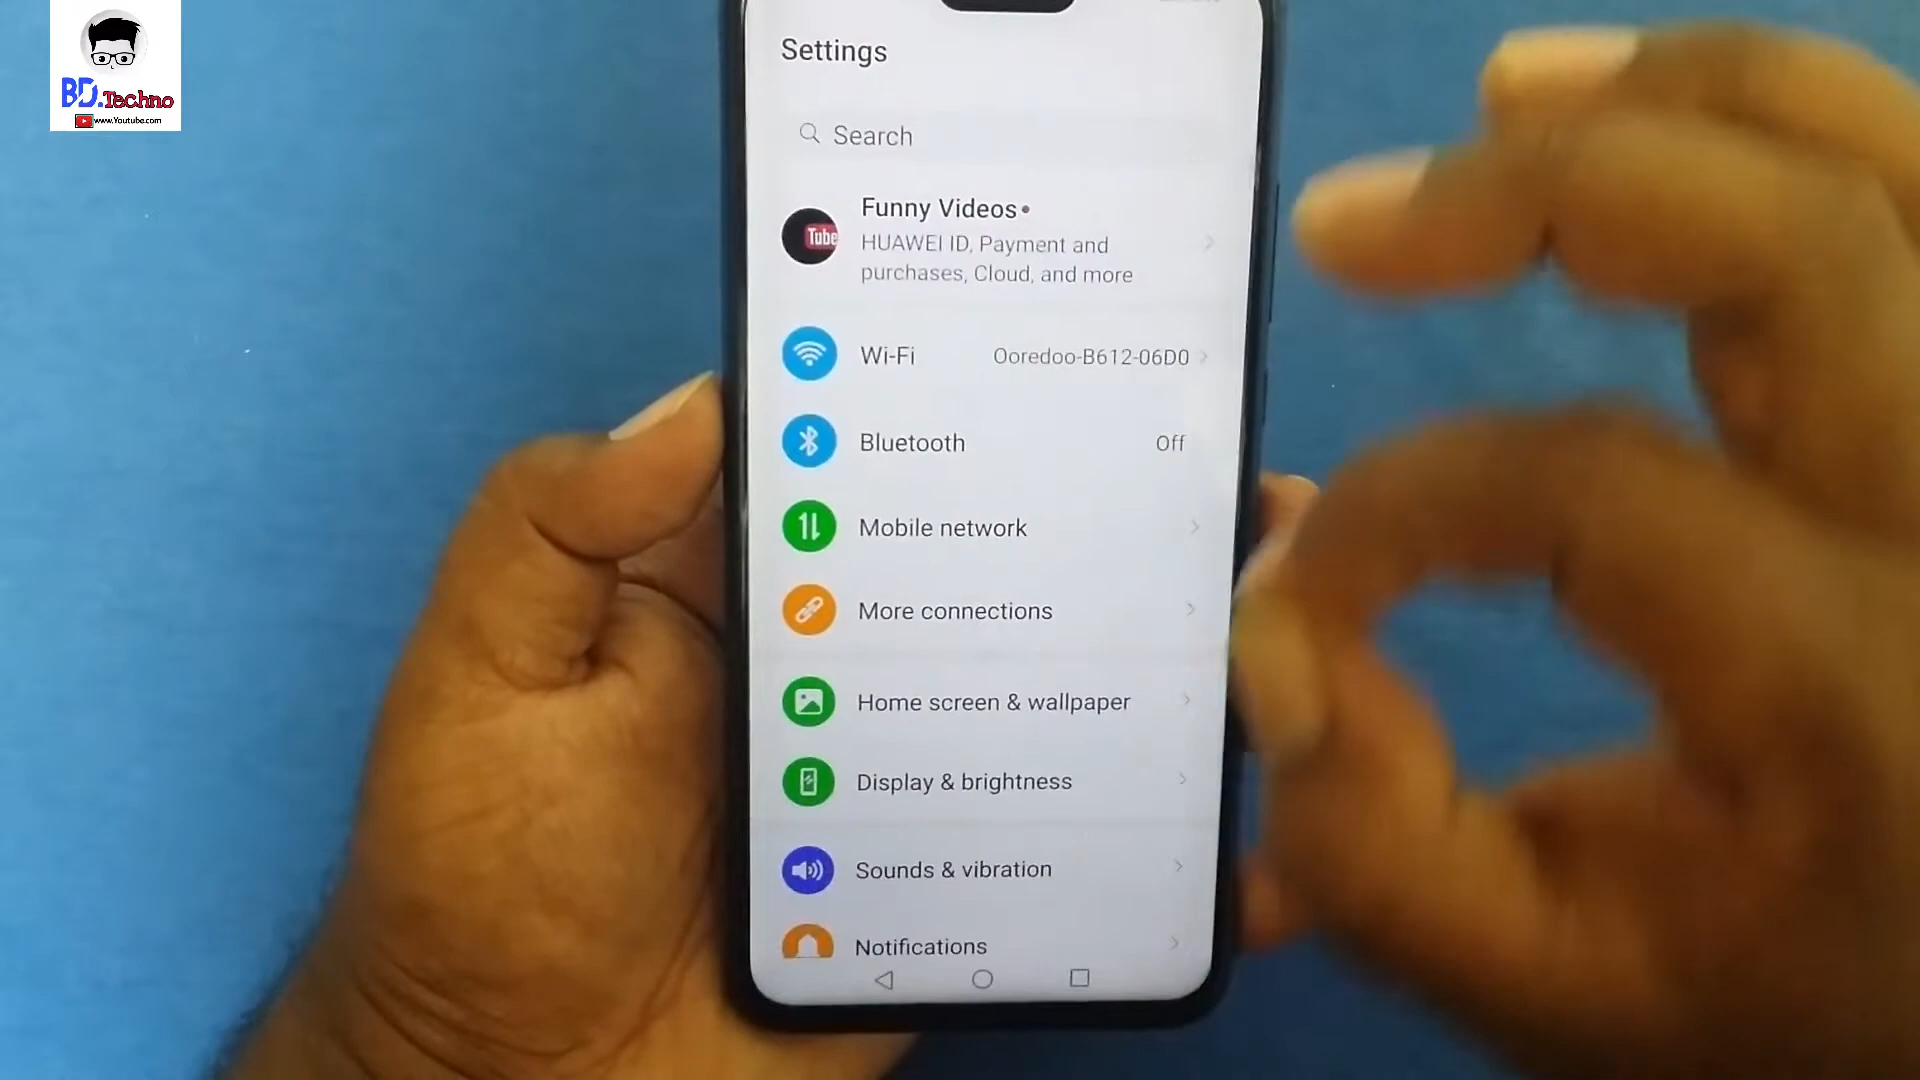 BD.Techno
www.Youtube.com
Settings
Search
Funny Videos
Tube
HUAWEI ID, Payment and
purchases, Cloud, and more
Wi-Fi Ooredoo-B612-06D0
Bluetooth Off
Mobile network
More connections
Home screen & wallpaper
Display & brightness
Sounds & vibration
Notifications